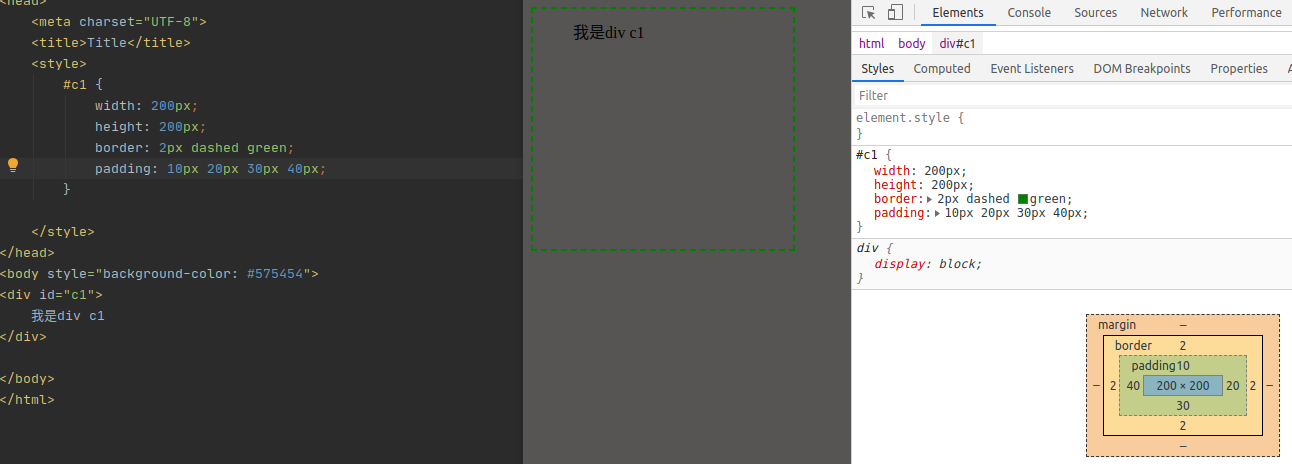 <head>
<meta charset="UTF-8">
<title>Title</title>
<style>
#c1 {
width: 200px;
height: 200px;
border: 2px dashed green;
padding: 10px 20px 30px 40px;
}
</style>
</head>
<body style="background-color: #575454">
<div id="c1">
我是div c1
</div>
</body>
</html>
我是div c1
Elements Console Sources Network Performance
html body div#c1
Styles Computed Event Listeners DOM Breakpoints Properties A
Filter
element.style {
}
#c1 {
width: 200px;
height: 200px;
border: 2px dashed green;
padding: 10px 20px 30px 40px;
}
div {
display: block;
}
margin –
border 2
padding10
– 2 40 200 × 200 20 2 –
30
2
–